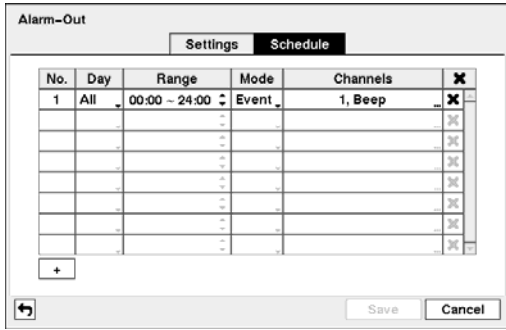 Alarm-Out
Settings Schedule
No. Day Range Mode Channels ✖
1 All 00:00 ~ 24:00 Event 1, Beep ... ✖
+
Save Cancel